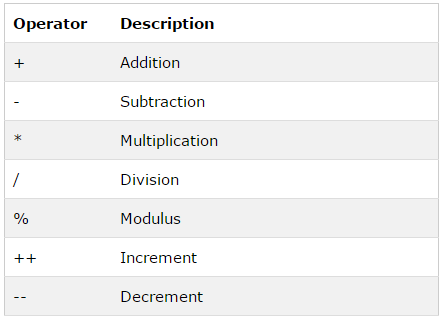 Operator Description
+ Addition
- Subtraction
* Multiplication
/ Division
% Modulus
++ Increment
-- Decrement